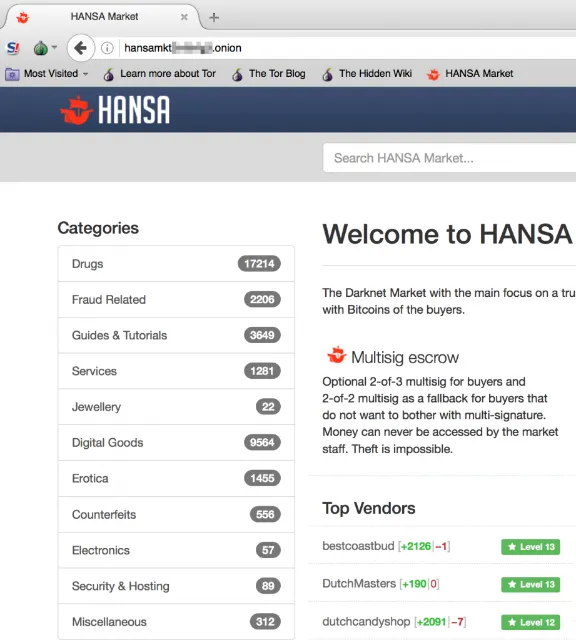 HANSA Market
hansamkt .onion
Most Visited Learn more about Tor The Tor Blog The Hidden Wiki HANSA Market
HANSA
Search HANSA Market...
Categories
Drugs 17214
Fraud Related 2206
Guides & Tutorials 3649
Services 1281
Jewellery 22
Digital Goods 9564
Erotica 1455
Counterfeits 556
Electronics 57
Security & Hosting 89
Miscellaneous 312
Welcome to HANSA
The Darknet Market with the main focus on a tru
with Bitcoins of the buyers.
Multisig escrow
Optional 2-of-3 multisig for buyers and
2-of-2 multisig as a fallback for buyers that
do not want to bother with multi-signature.
Money can never be accessed by the market
staff. Theft is impossible.
Top Vendors
bestcoastbud [+2126|−1] Level 13
DutchMasters [+190|0] Level 13
dutchcandyshop [+2091|−7] Level 12